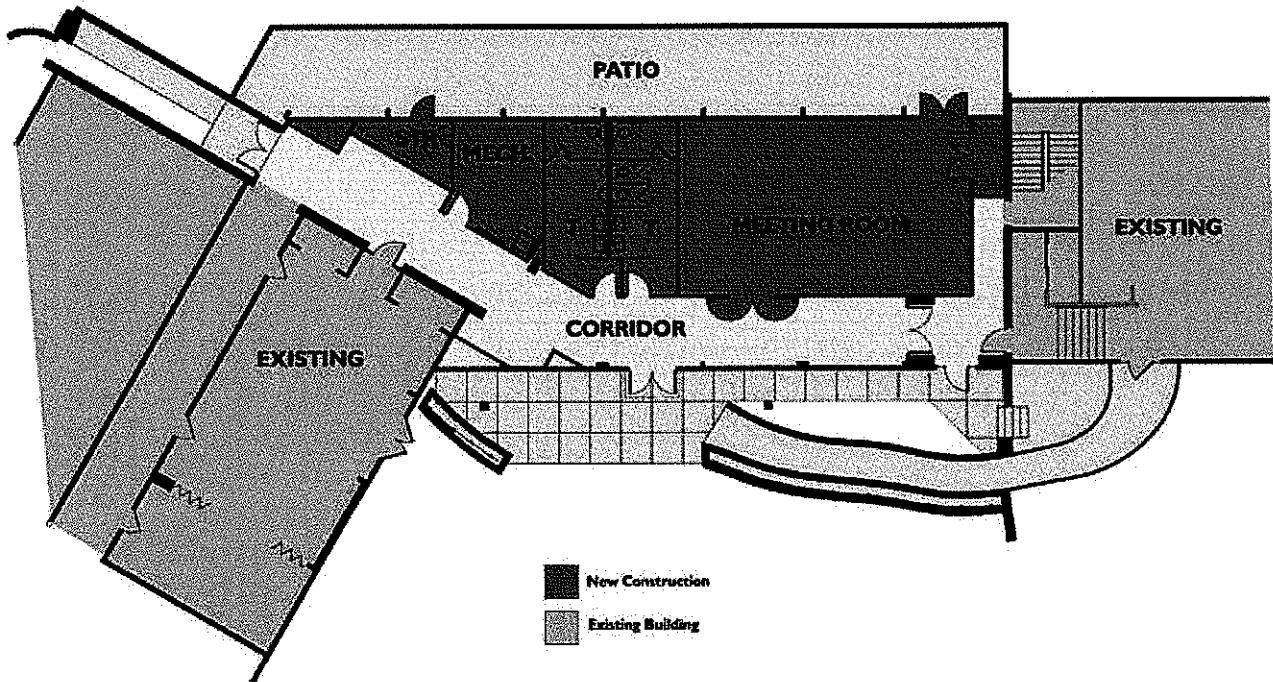 PATIO
MECH
MEETING ROOM
EXISTING
CORRIDOR
EXISTING
New Construction
Existing Building